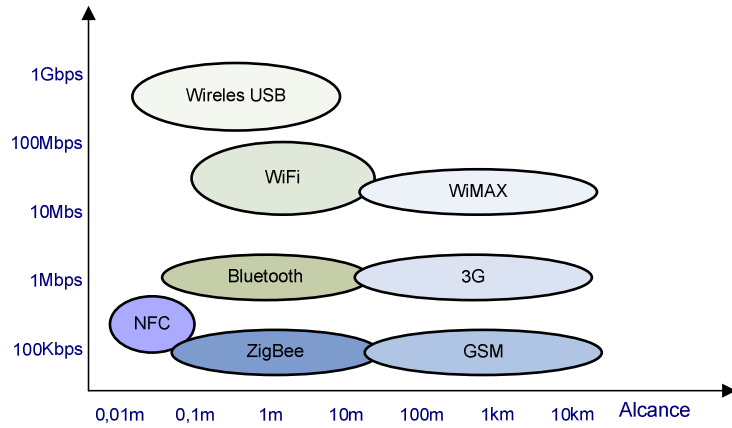 1Gbps
Wireles USB
100Mbps
WiFi
WiMAX
10Mbs
Bluetooth
3G
1Mbps
NFC
ZigBee
GSM
100Kbps
0,01m 0,1m 1m 10m 100m 1km 10km Alcance